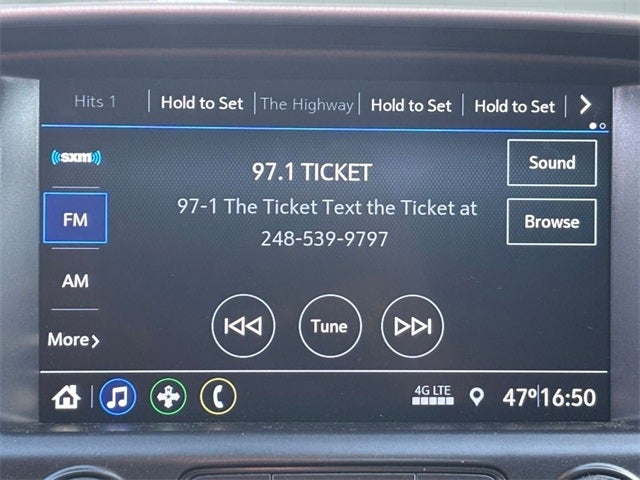 Hits 1 Hold to Set The Highway Hold to Set Hold to Set
((sxm))
97.1 TICKET
Sound
97-1 The Ticket Text the Ticket at
248-539-9797
FM
Browse
AM
Tune
More
4G LTE
47° 16:50